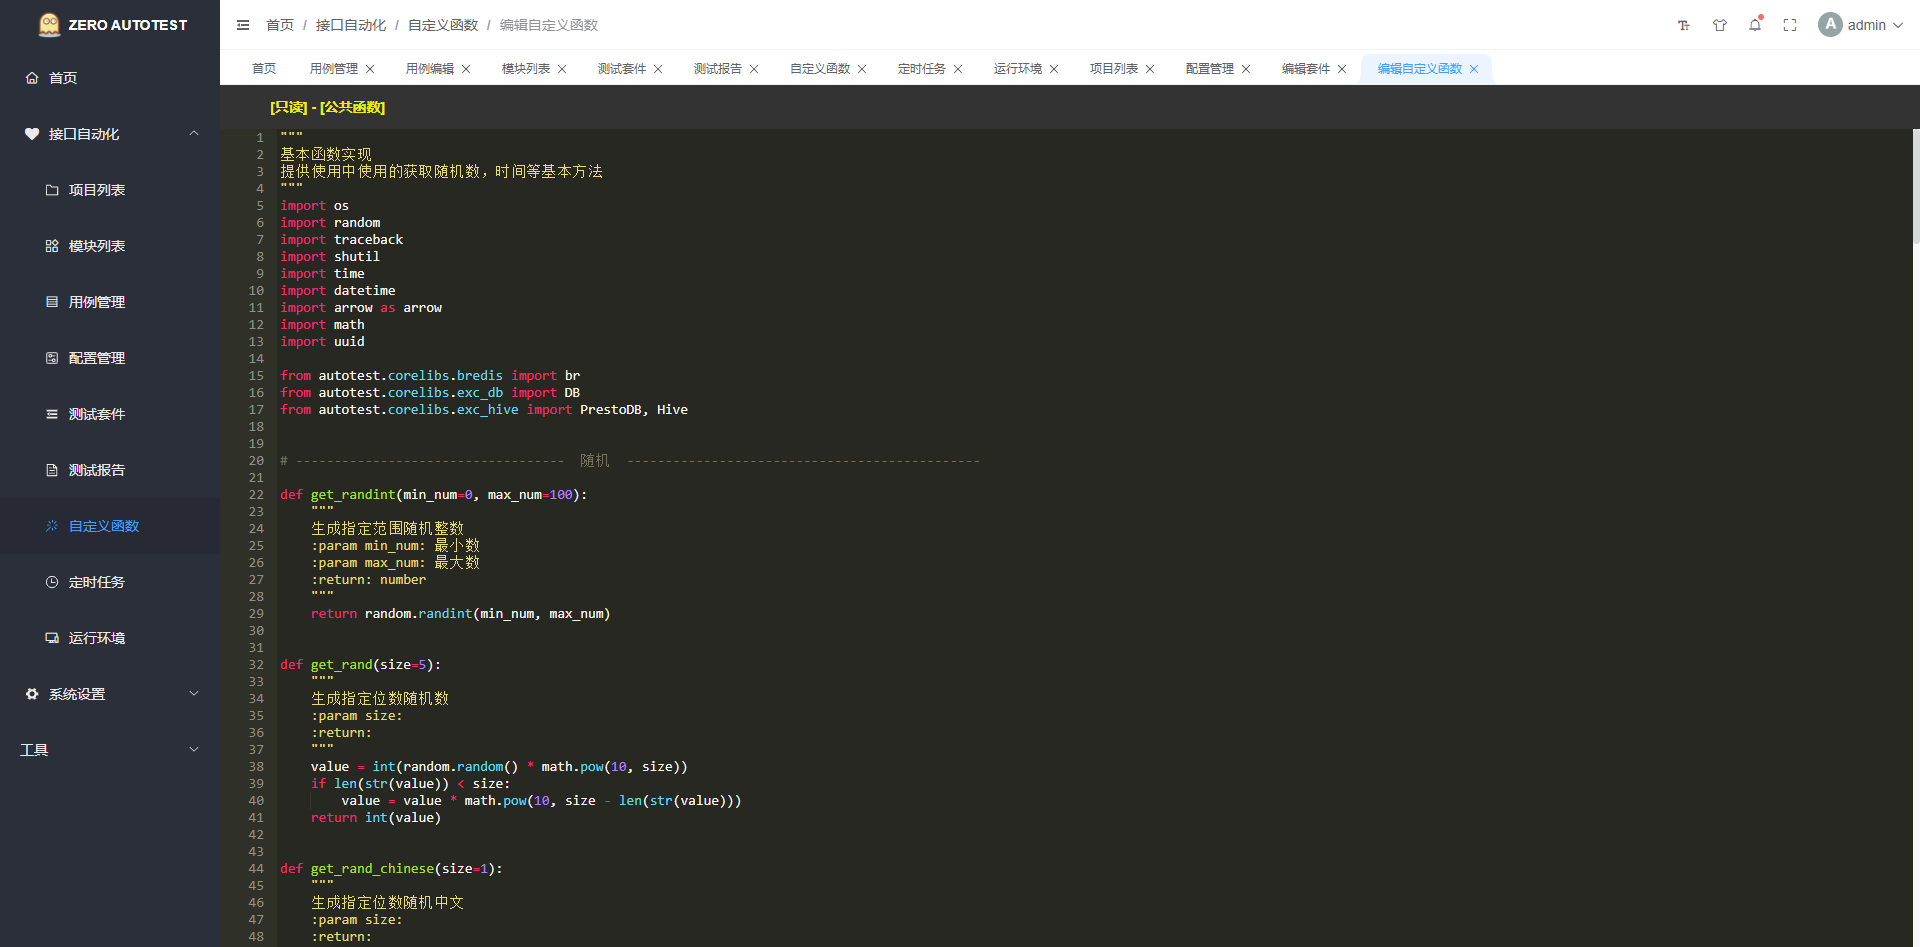 ZERO AUTOTEST
首页
接口自动化
项目列表
模块列表
用例管理
配置管理
测试套件
测试报告
自定义函数
定时任务
运行环境
系统设置
工具
首页 / 接口自动化 / 自定义函数 / 编辑自定义函数
A admin
首页 用例管理 用例编辑 模块列表 测试套件 测试报告 自定义函数 定时任务 运行环境 项目列表 配置管理 编辑套件 编辑自定义函数
[只读] - [公共函数]
1 """
2 基本函数实现
3 提供使用中使用的获取随机数，时间等基本方法
4 """
5 import os
6 import random
7 import traceback
8 import shutil
9 import time
10 import datetime
11 import arrow as arrow
12 import math
13 import uuid
14
15 from autotest.corelibs.bredis import br
16 from autotest.corelibs.exc_db import DB
17 from autotest.corelibs.exc_hive import PrestoDB, Hive
18
19
20 # ----------------------------------- 随机 ----------------------------------------------
21
22 def get_randint(min_num=0, max_num=100):
23     """
24     生成指定范围随机整数
25     :param min_num: 最小数
26     :param max_num: 最大数
27     :return: number
28     """
29     return random.randint(min_num, max_num)
30
31
32 def get_rand(size=5):
33     """
34     生成指定位数随机数
35     :param size:
36     :return:
37     """
38     value = int(random.random() * math.pow(10, size))
39     if len(str(value)) < size:
40         value = value * math.pow(10, size - len(str(value)))
41     return int(value)
42
43
44 def get_rand_chinese(size=1):
45     """
46     生成指定位数随机中文
47     :param size:
48     :return: